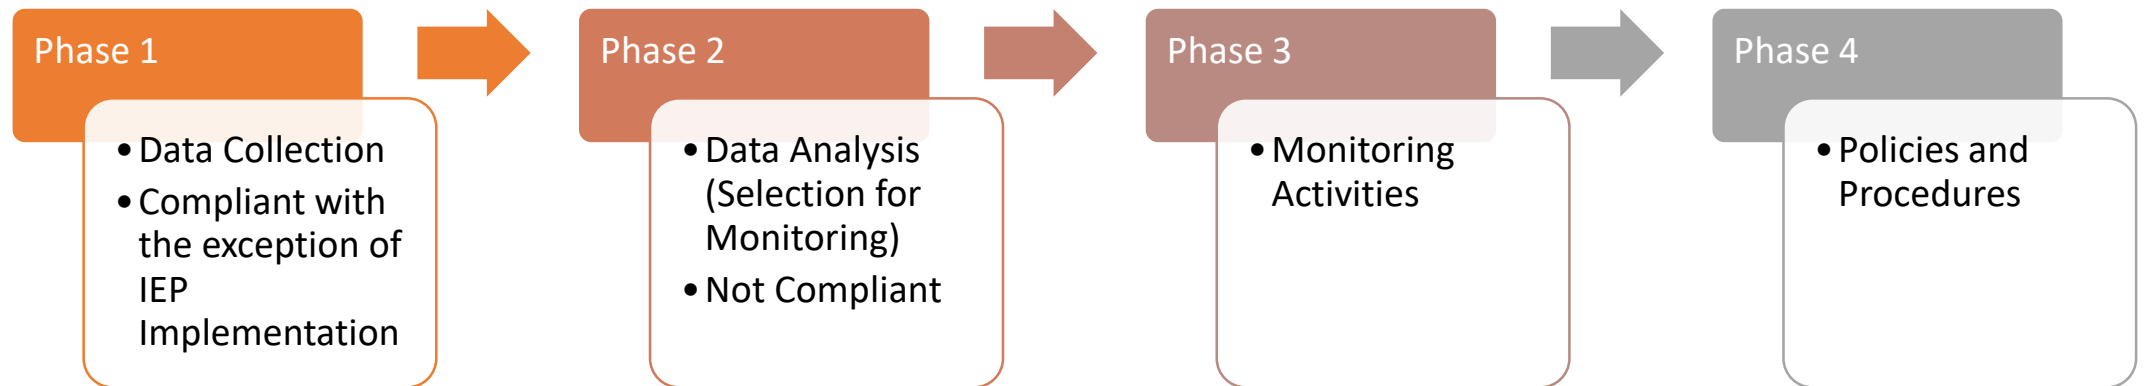 Phase 1
• Data Collection
• Compliant with
the exception of
IEP
Implementation
Phase 2
• Data Analysis
(Selection for
Monitoring)
• Not Compliant
Phase 3
• Monitoring
Activities
Phase 4
• Policies and
Procedures